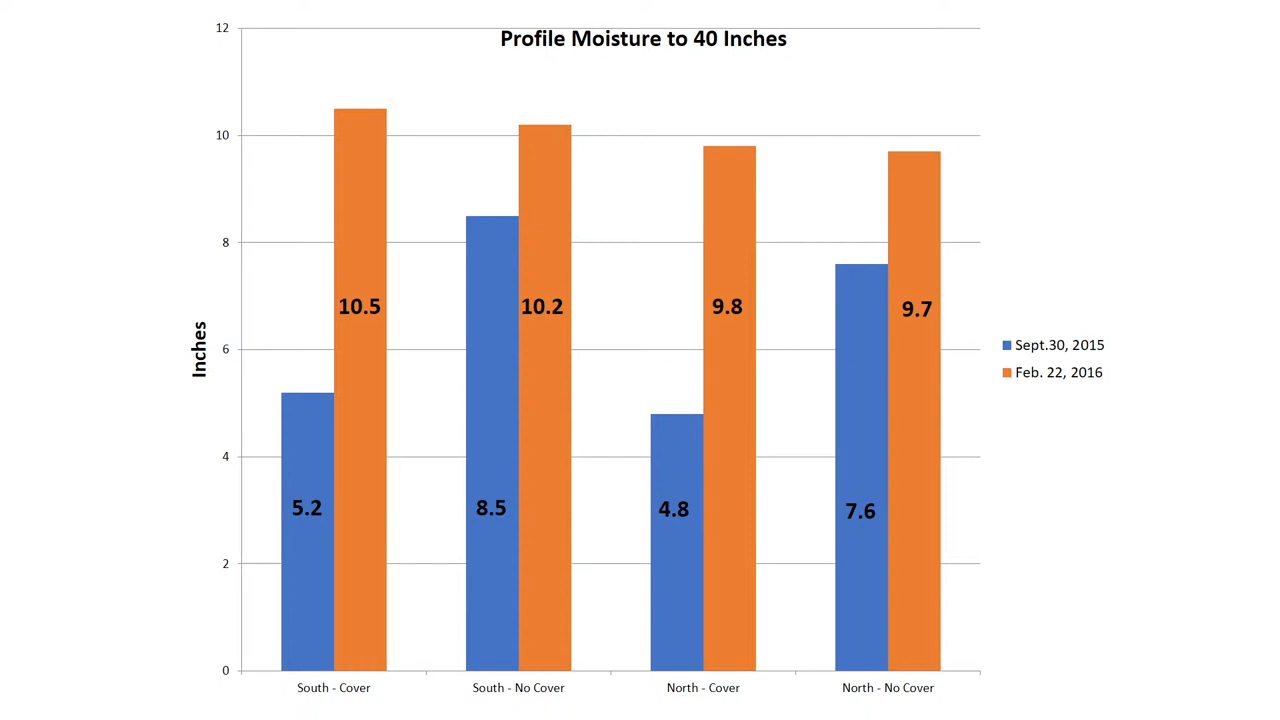 Profile Moisture to 40 Inches
12
10
8
6
4
2
0
Inches
5.2
10.5
8.5
10.2
4.8
9.8
7.6
9.7
South - Cover
South - No Cover
North - Cover
North - No Cover
Sept.30, 2015
Feb. 22, 2016